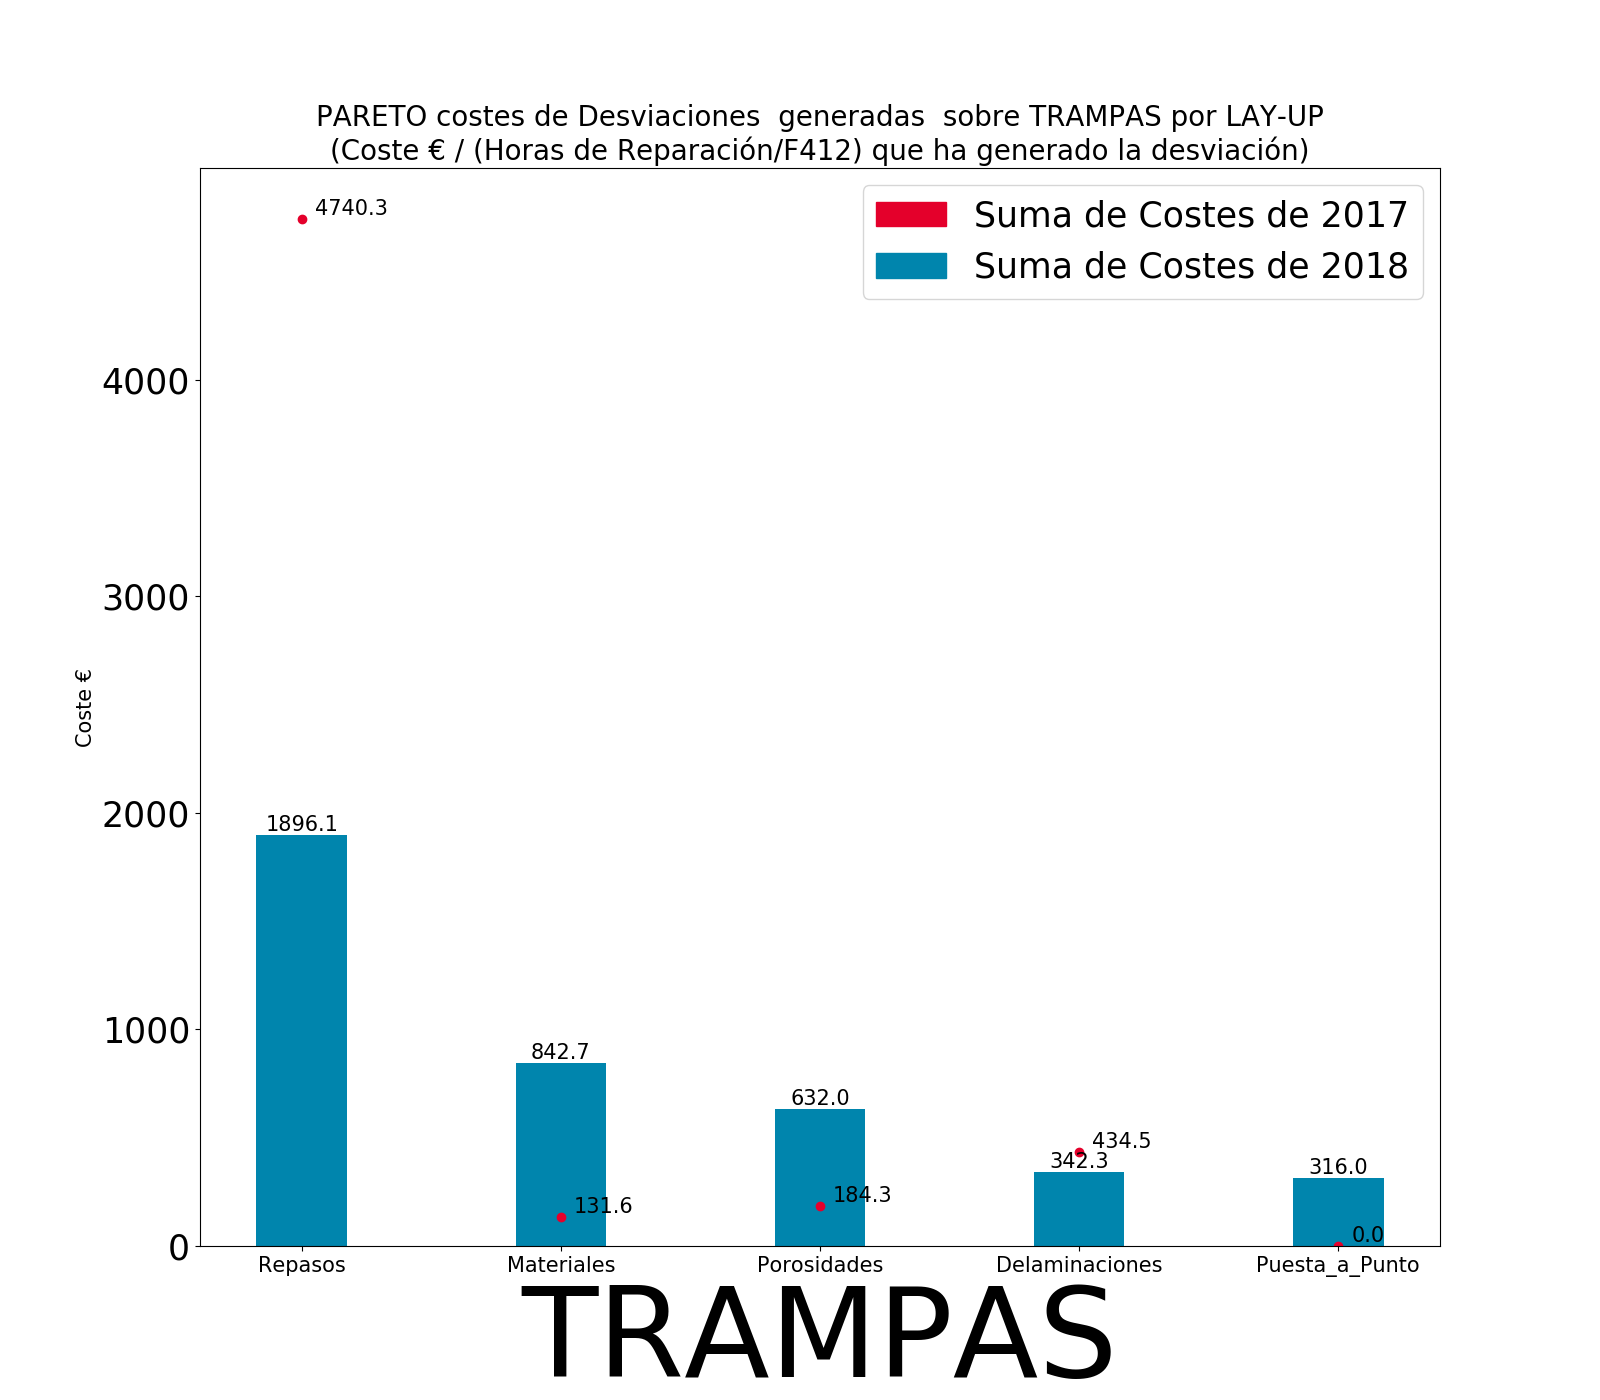 PARETO costes de Desviaciones  generadas  sobre TRAMPAS por LAY-UP
(Coste € / (Horas de Reparación/F412) que ha generado la desviación)
Suma de Costes de 2017
Suma de Costes de 2018
4740.3
4000
3000
Coste €
2000
1896.1
1000
842.7
632.0
434.5
342.3
316.0
131.6
184.3
0.0
0
Repasos
Materiales
Porosidades
Delaminaciones
Puesta_a_Punto
TRAMPAS